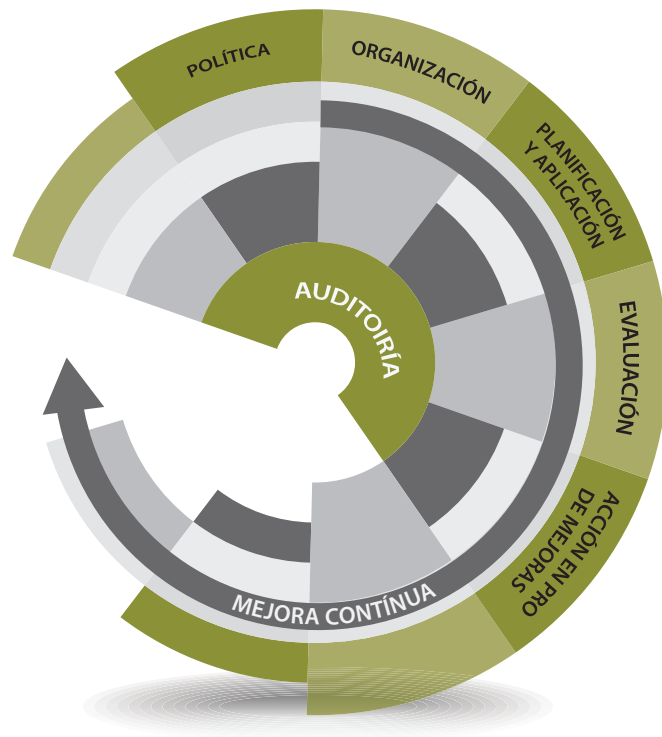 POLÍTICA
ORGANIZACIÓN
PLANIFICACIÓN
Y APLICACIÓN
EVALUACIÓN
ACCIÓN EN PRO
DE MEJORAS
AUDITOIRÍA
MEJORA CONTÍNUA